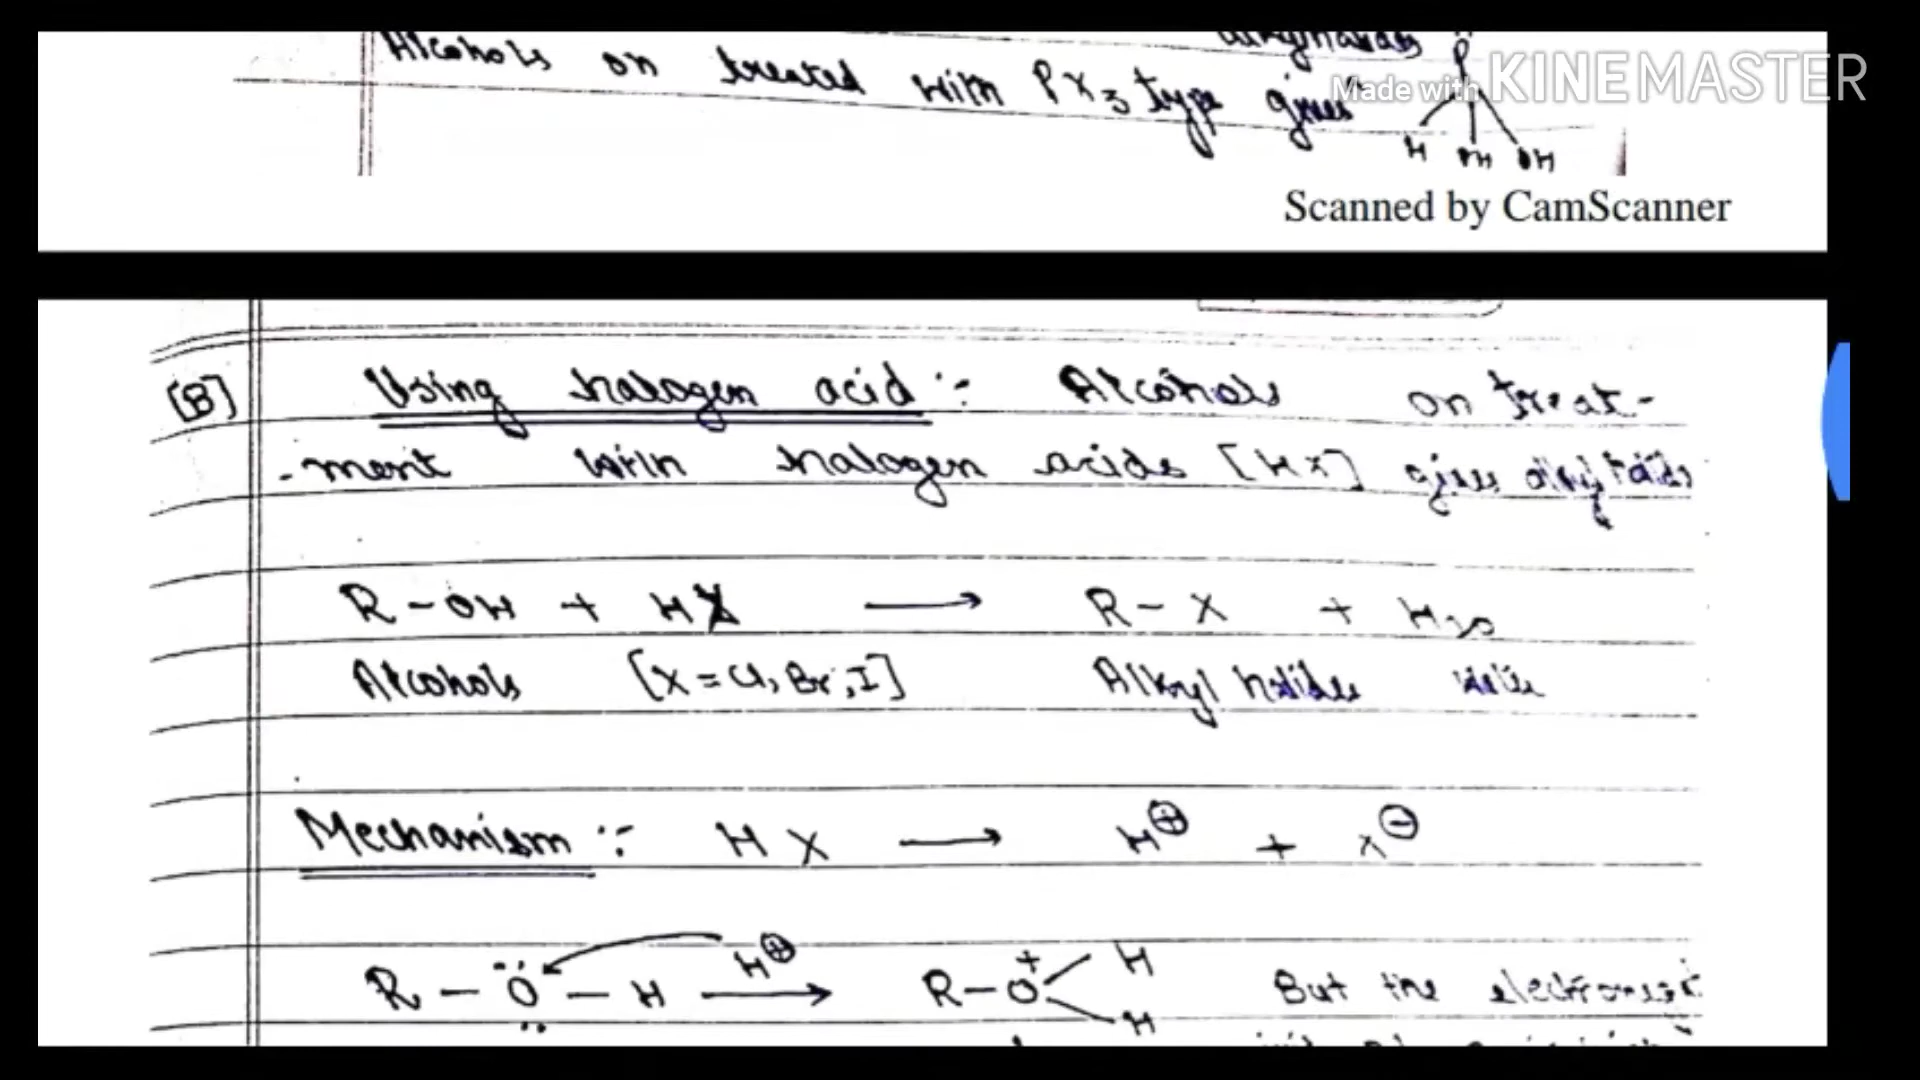 Alcohols on treated with PX3 type gives
P
H OH OH
Made with KINEMASTER
Scanned by CamScanner
[B] Using halogen acid :- Alcohols on treat-
-ment with halogen acids [HX] gives alkyl
R-OH + HX → R-X + H2O
Alcohols [X=Cl, Br, I] Alkyl halides
Mechanism :- HX → H⊕ + X⊖
R-Ö-H H⊕ → R-O+ H H But the